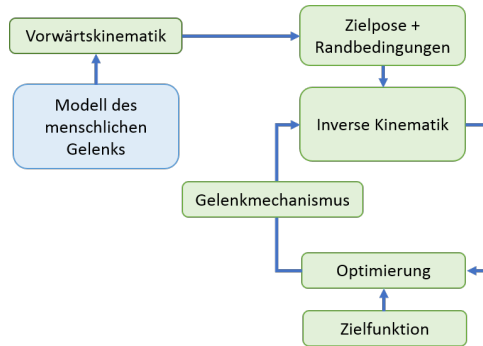 Vorwärtskinematik
Zielpose +
Randbedingungen
Modell des
menschlichen
Gelenks
Inverse Kinematik
Gelenkmechanismus
Optimierung
Zielfunktion